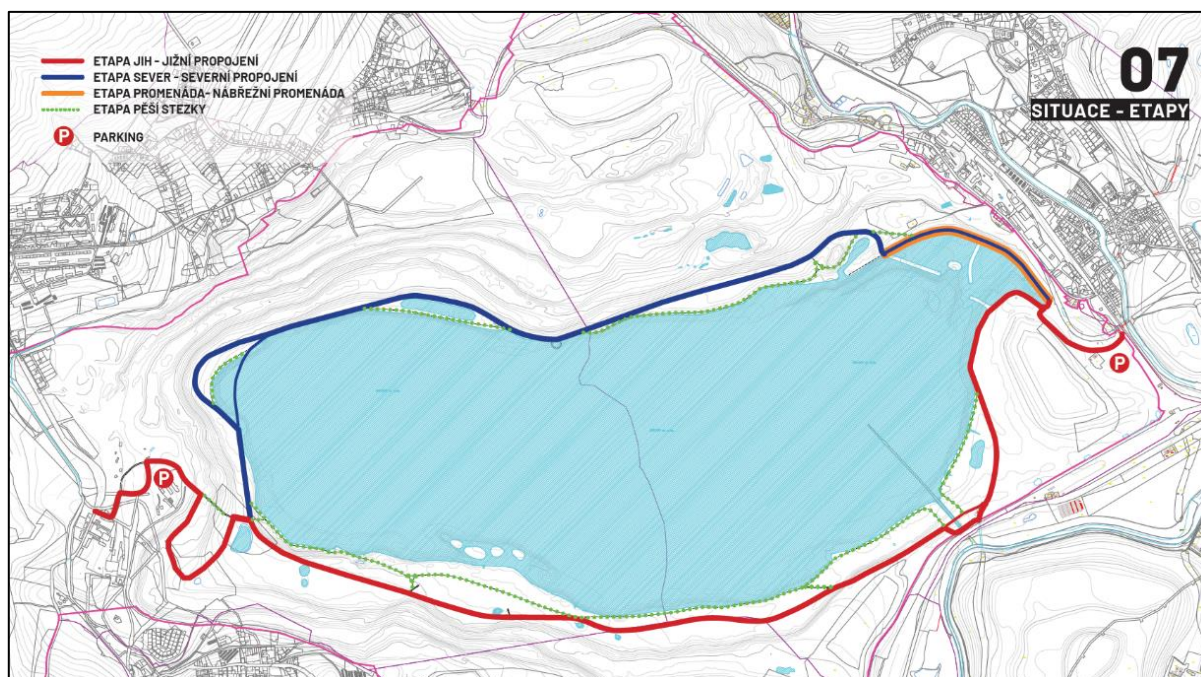 ETAPA JIH - JIŽNÍ PROPOJENÍ
ETAPA SEVER - SEVERNÍ PROPOJENÍ
ETAPA PROMENÁDA- NÁBŘEŽNÍ PROMENÁDA
ETAPA PĚŠÍ STEZKY
P PARKING
07
SITUACE - ETAPY
P
P